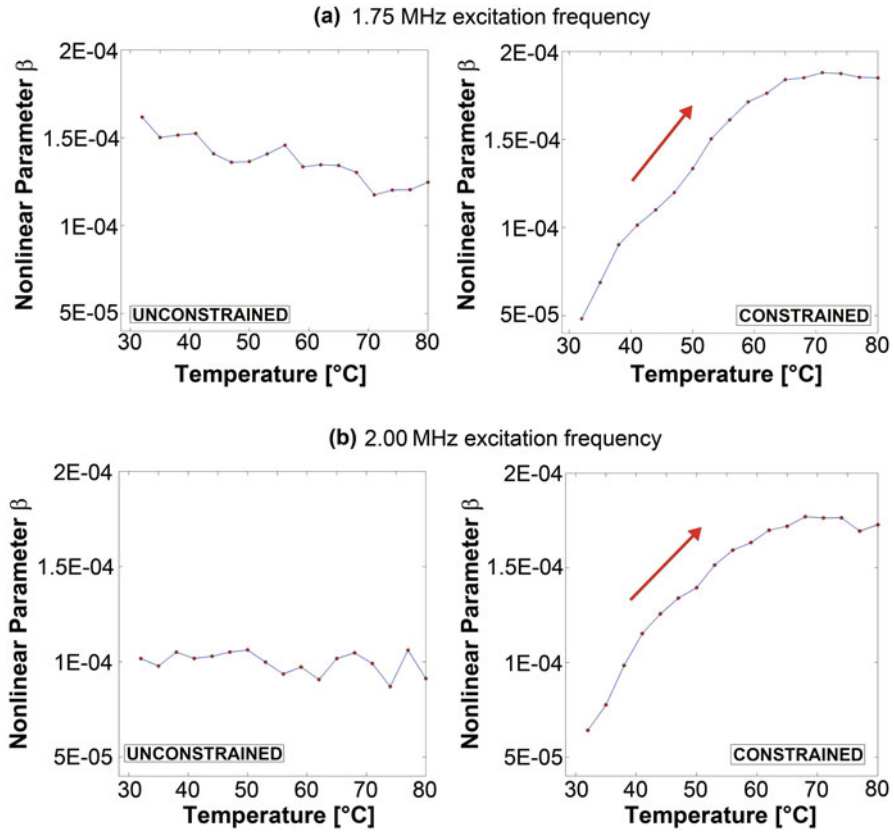 (a) 1.75 MHz excitation frequency
Nonlinear Parameter β
2E-04
1.5E-04
1E-04
5E-05
UNCONSTRAINED
30 40 50 60 70 80
Temperature [°C]
Nonlinear Parameter β
2E-04
1.5E-04
1E-04
5E-05
CONSTRAINED
30 40 50 60 70 80
Temperature [°C]
(b) 2.00 MHz excitation frequency
Nonlinear Parameter β
2E-04
1.5E-04
1E-04
5E-05
UNCONSTRAINED
30 40 50 60 70 80
Temperature [°C]
Nonlinear Parameter β
2E-04
1.5E-04
1E-04
5E-05
CONSTRAINED
30 40 50 60 70 80
Temperature [°C]